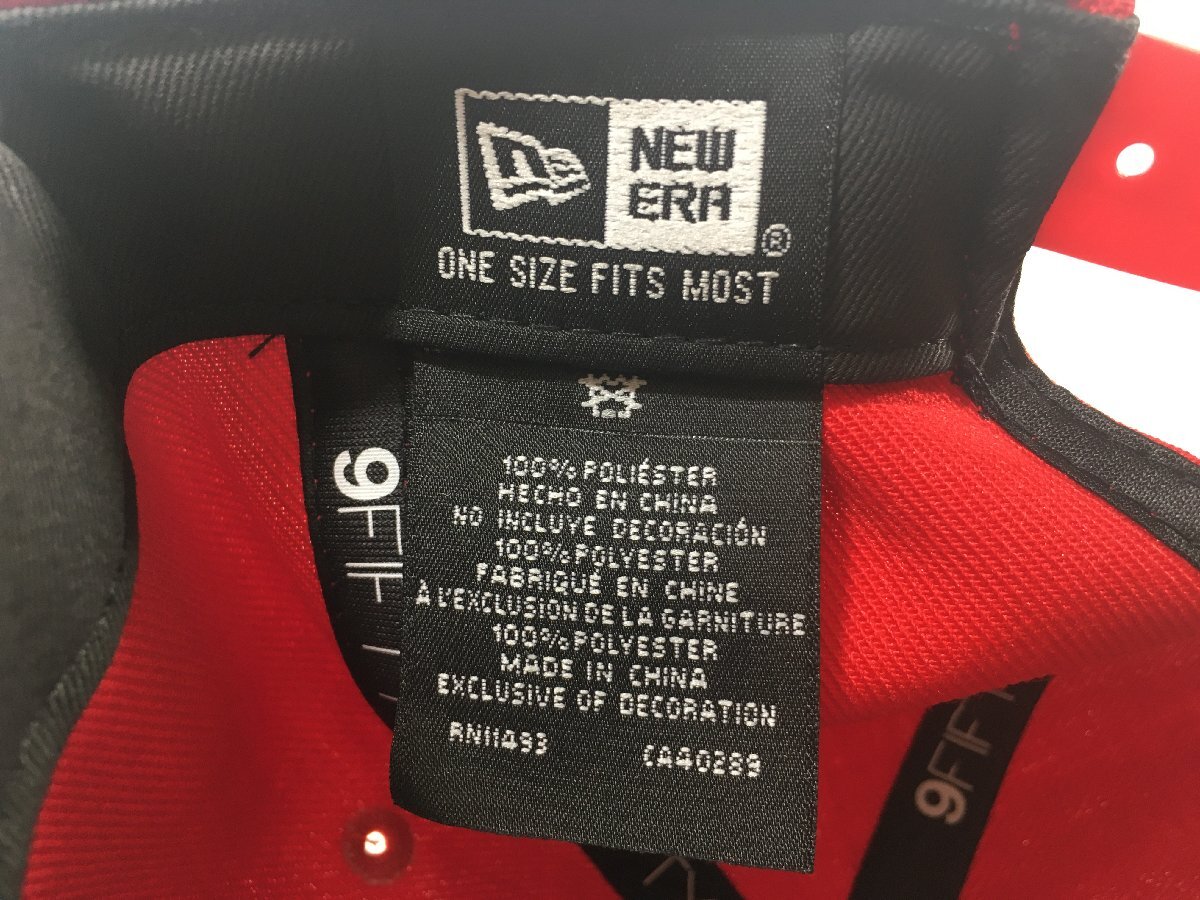 NEW
ERA
®
ONE SIZE FITS MOST
100% POLIÉSTER
HECHO EN CHINA
NO INCLUYE DECORACIÓN
100% POLYESTER
FABRIQUÉ EN CHINE
À L'EXCLUSION DE LA GARNITURE
100% POLYESTER
MADE IN CHINA
EXCLUSIVE OF DECORATION
RN11493 CA40289
9FIF
9FIF